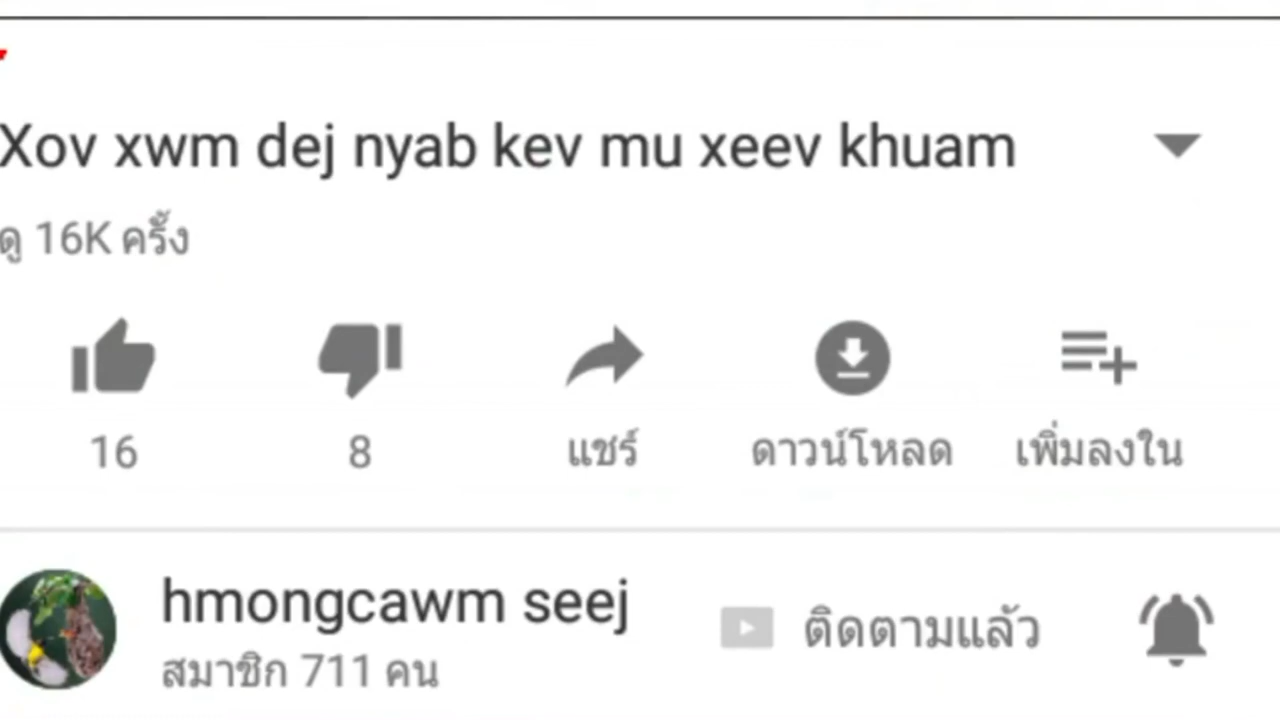 Xov xwm dej nyab kev mu xeev khuam
ดู 16K ครั้ง
16 8 แชร์ ดาวน์โหลด เพิ่มลงใน
hmongcawm seej
ติดตามแล้ว
สมาชิก 711 คน